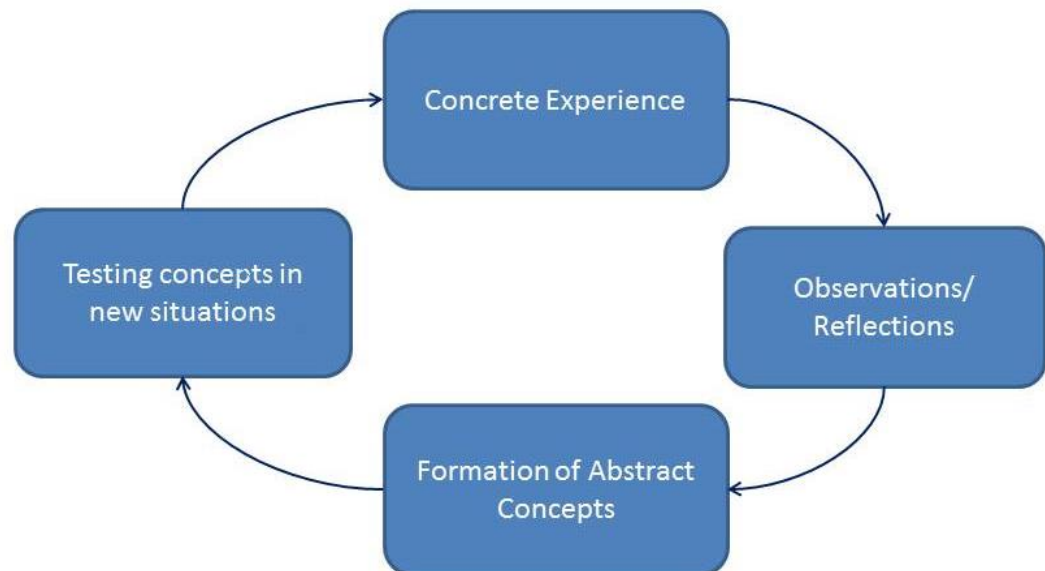 Concrete Experience
Observations/
Reflections
Formation of Abstract
Concepts
Testing concepts in
new situations